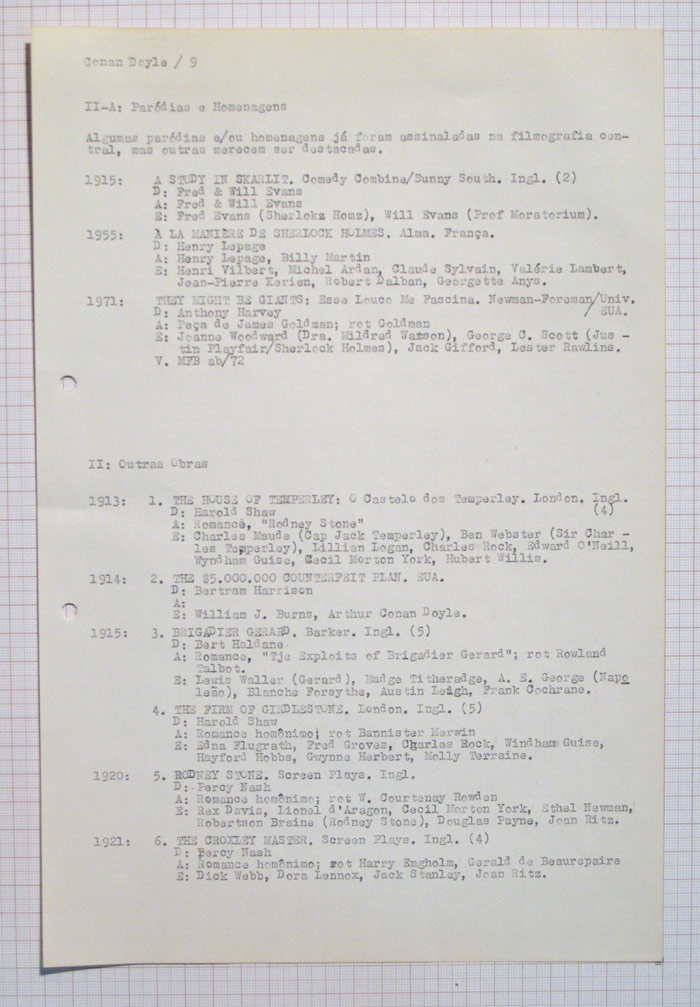 Conan Doyle / 9
II-A: Paródias e Homenagens
Algumas paródias e/ou homenagens já foram assinaladas na filmografia cen-
tral, mas outras merecem ser destacadas.
1915: A STUDY IN SKARLIT. Comedy Combine/Sunny South. Ingl. (2)
D: Fred & Will Evans
A: Fred & Will Evans
E: Fred Evans (Sherlokz Homz), Will Evans (Prof Moratorium).
1955: À LA MANIÈRE DE SHERLOCK HOLMES. Alma. França.
D: Henry Lepage
A: Henry Lepage, Billy Martin
E: Henri Vilbert, Michel Ardan, Claude Sylvain, Valérie Lambert,
Jean-Pierre Kerien, Robert Dalban, Georgette Anys.
1971: THEY MIGHT BE GIANTS: Esse Louco Me Fascina. Newman-Foreman/Univ.
D: Anthony Harvey / EUA.
A: Peça de James Goldman; rot Goldman
E: Joanne Woodward (Dra. Mildred Watson), George C. Scott (Jus -
tin Playfair/Sherlock Holmes), Jack Gifford, Lester Rawlins.
V. MFB ab/72
II: Outras Obras
1913: 1. THE HOUSE OF TEMPERLEY: O Castelo dos Temperley. London. Ingl.
D: Harold Shaw (4)
A: Romance, "Rodney Stone"
E: Charles Maude (Cap Jack Temperley), Ben Webster (Sir Char -
les Temperley), Lillian Logan, Charles Rock, Edward O'Neill,
Wyndham Guise, Cecil Morton York, Hubert Willis.
1914: 2. THE $5.000.000 COUNTERFEIT PLAN. EUA.
D: Bertram Harrison
A:
E: William J. Burns, Arthur Conan Doyle.
1915: 3. BRIGADIER GERARD. Barker. Ingl. (5)
D: Bert Haldane
A: Romance, "Tje Exploits of Brigadier Gerard"; rot Rowland
Talbot.
E: Lewis Waller (Gerard), Madge Titheradge, A. E. George (Napo
leão), Blanche Forsythe, Austin Leigh, Frank Cochrane.
4. THE FIRM OF GIRDLESTONE. London. Ingl. (5)
D: Harold Shaw
A: Romance homônimo; rot Bannister Merwin
E: Edna Flugrath, Fred Groves, Charles Rock, Windham Guise,
Hayford Hobbs, Gwynne Herbert, Molly Terraine.
1920: 5. RODNEY STONE. Screen Plays. Ingl.
D: Percy Nash
A: Romance homônimo; rot W. Courtenay Rowden
E: Rex Davis, Lionel d'Aragon, Cecil Morton York, Ethel Newman,
Robertson Braine (Rodney Stone), Douglas Payne, Joan Ritz.
1921: 6. THE CROXLEY MASTER. Screen Plays. Ingl. (4)
D: Percy Nash
A: Romance homônimo; rot Harry Engholm, Gerald de Beaurepaire
E: Dick Webb, Dora Lennox, Jack Stanley, Joan Ritz.